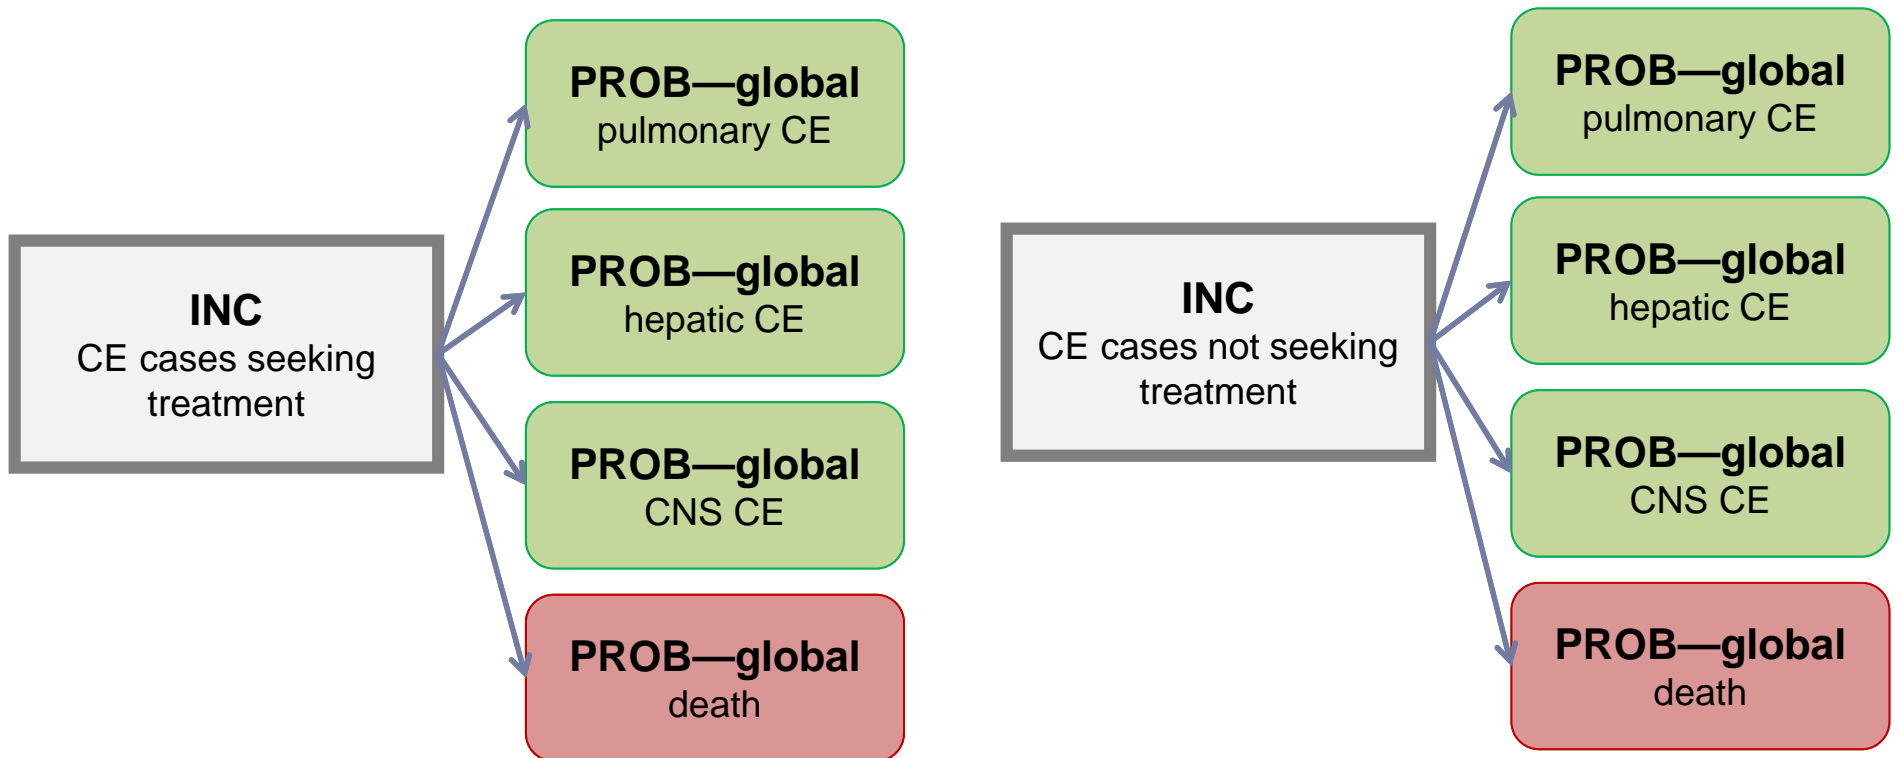 PROB—global
pulmonary CE
PROB—global
hepatic CE
INC
CE cases seeking
treatment
PROB—global
CNS CE
PROB—global
death
PROB—global
pulmonary CE
PROB—global
hepatic CE
INC
CE cases not seeking
treatment
PROB—global
CNS CE
PROB—global
death